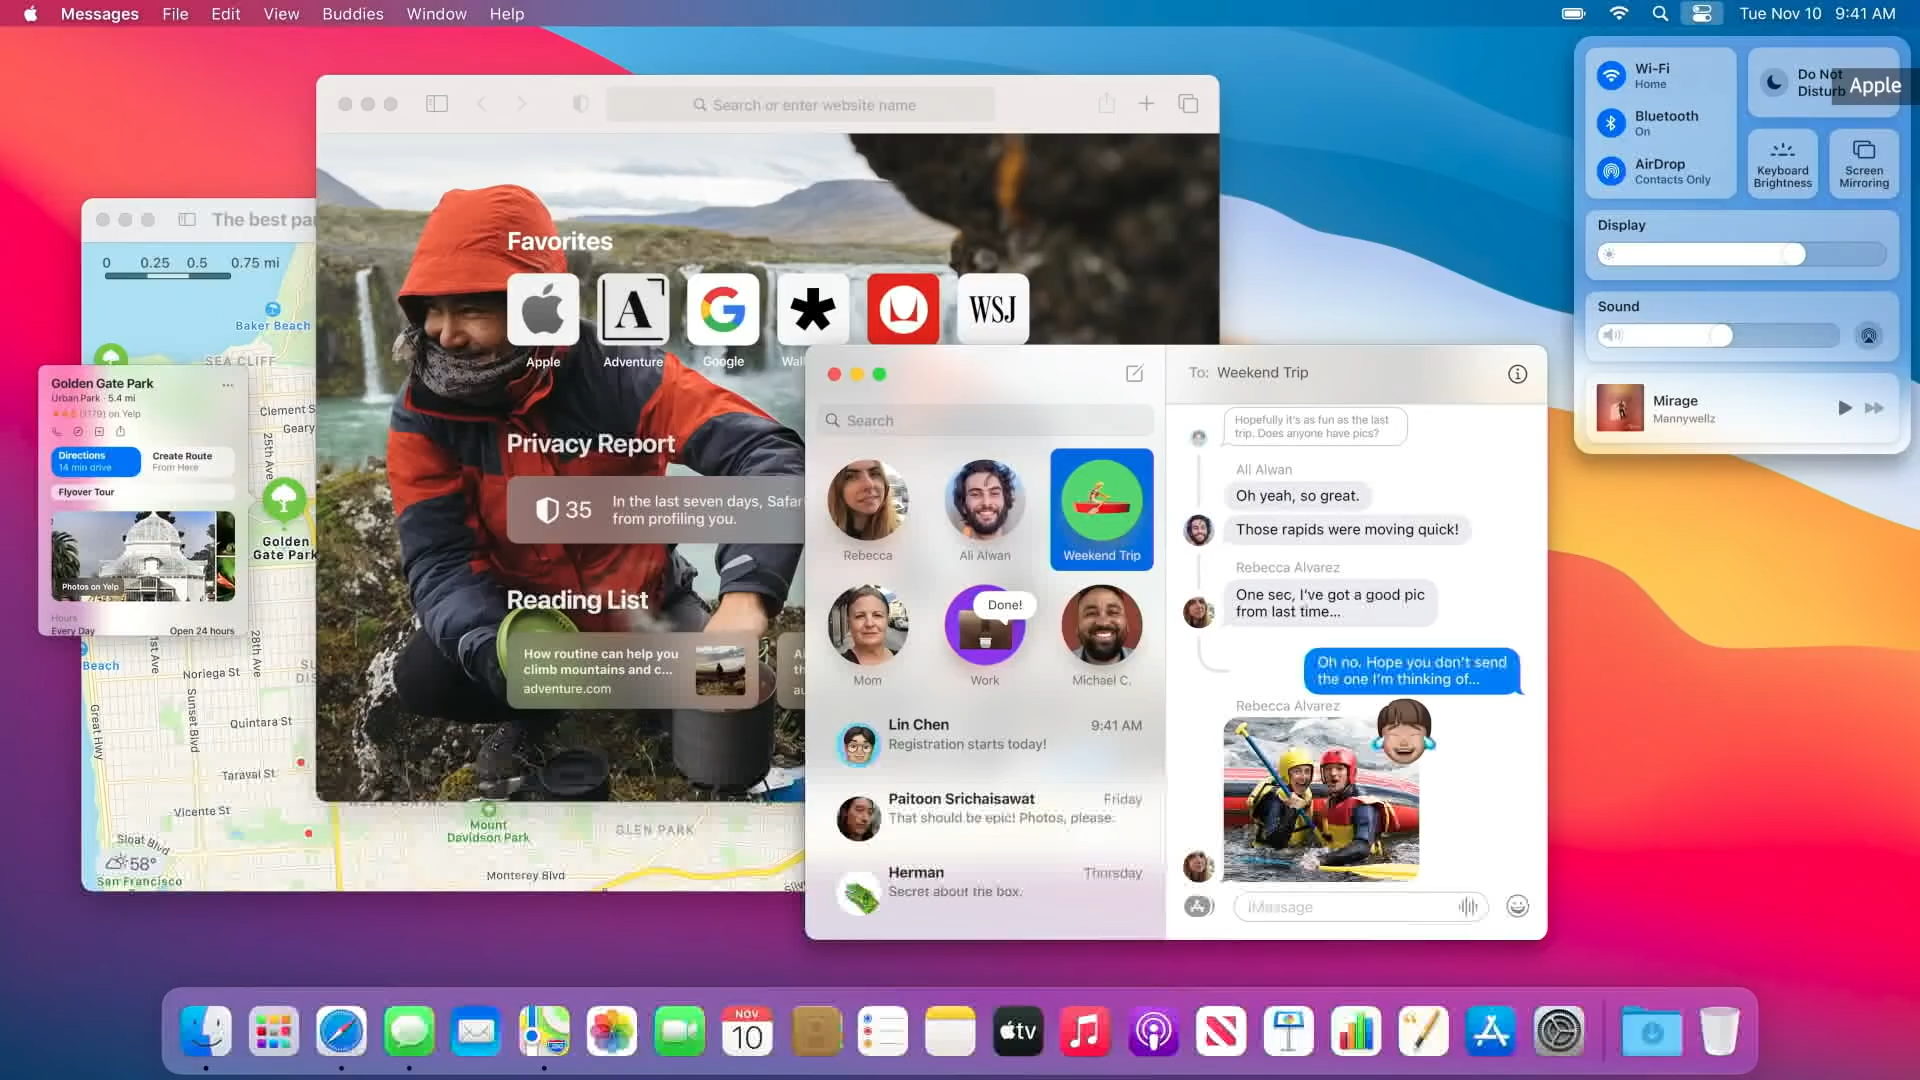 Messages File Edit View Buddies Window Help
Tue Nov 10 9:41 AM
Wi-Fi
Home
Bluetooth
On
AirDrop
Contacts Only
Do Not
Disturb
Apple
Keyboard
Brightness
Screen
Mirroring
Display
Sound
Mirage
Mannywellz
Search or enter website name
Favorites
Apple
Adventure
Google
Wal
A
WSJ
Privacy Report
35
In the last seven days, Safar
from profiling you.
Reading List
How routine can help you
climb mountains and c...
adventure.com
The best pa
0 0.25 0.5 0.75 mi
Baker Beach
SEA CLIFF
Clement S
Geary
25th Ave
Golden
Gate Park
Golden Gate Park
Urban Park · 5.4 mi
(1179) on Yelp
Directions
14 min drive
Create Route
From Here
Flyover Tour
Photos on Yelp
Hours
Every Day
Open 24 hours
Beach
28th Ave
Noriega St
Sunset Blvd
Great Hwy
Quintara St
Taraval St
Vicente St
Sloat Blvd
58°
San Francisco
Mount
Davidson Park
GLEN PARK
Monterey Blvd
Search
Rebecca
Ali Alwan
Weekend Trip
Mom
Done!
Work
Michael C.
Lin Chen
9:41 AM
Registration starts today!
Paitoon Srichaisawat
Friday
That should be epic! Photos, please.
Herman
Thursday
Secret about the box.
To: Weekend Trip
Hopefully it's as fun as the last
trip. Does anyone have pics?
Ali Alwan
Oh yeah, so great.
Those rapids were moving quick!
Rebecca Alvarez
One sec, I've got a good pic
from last time...
Oh no. Hope you don't send
the one I'm thinking of...
Rebecca Alvarez
iMessage
NOV
10
tv